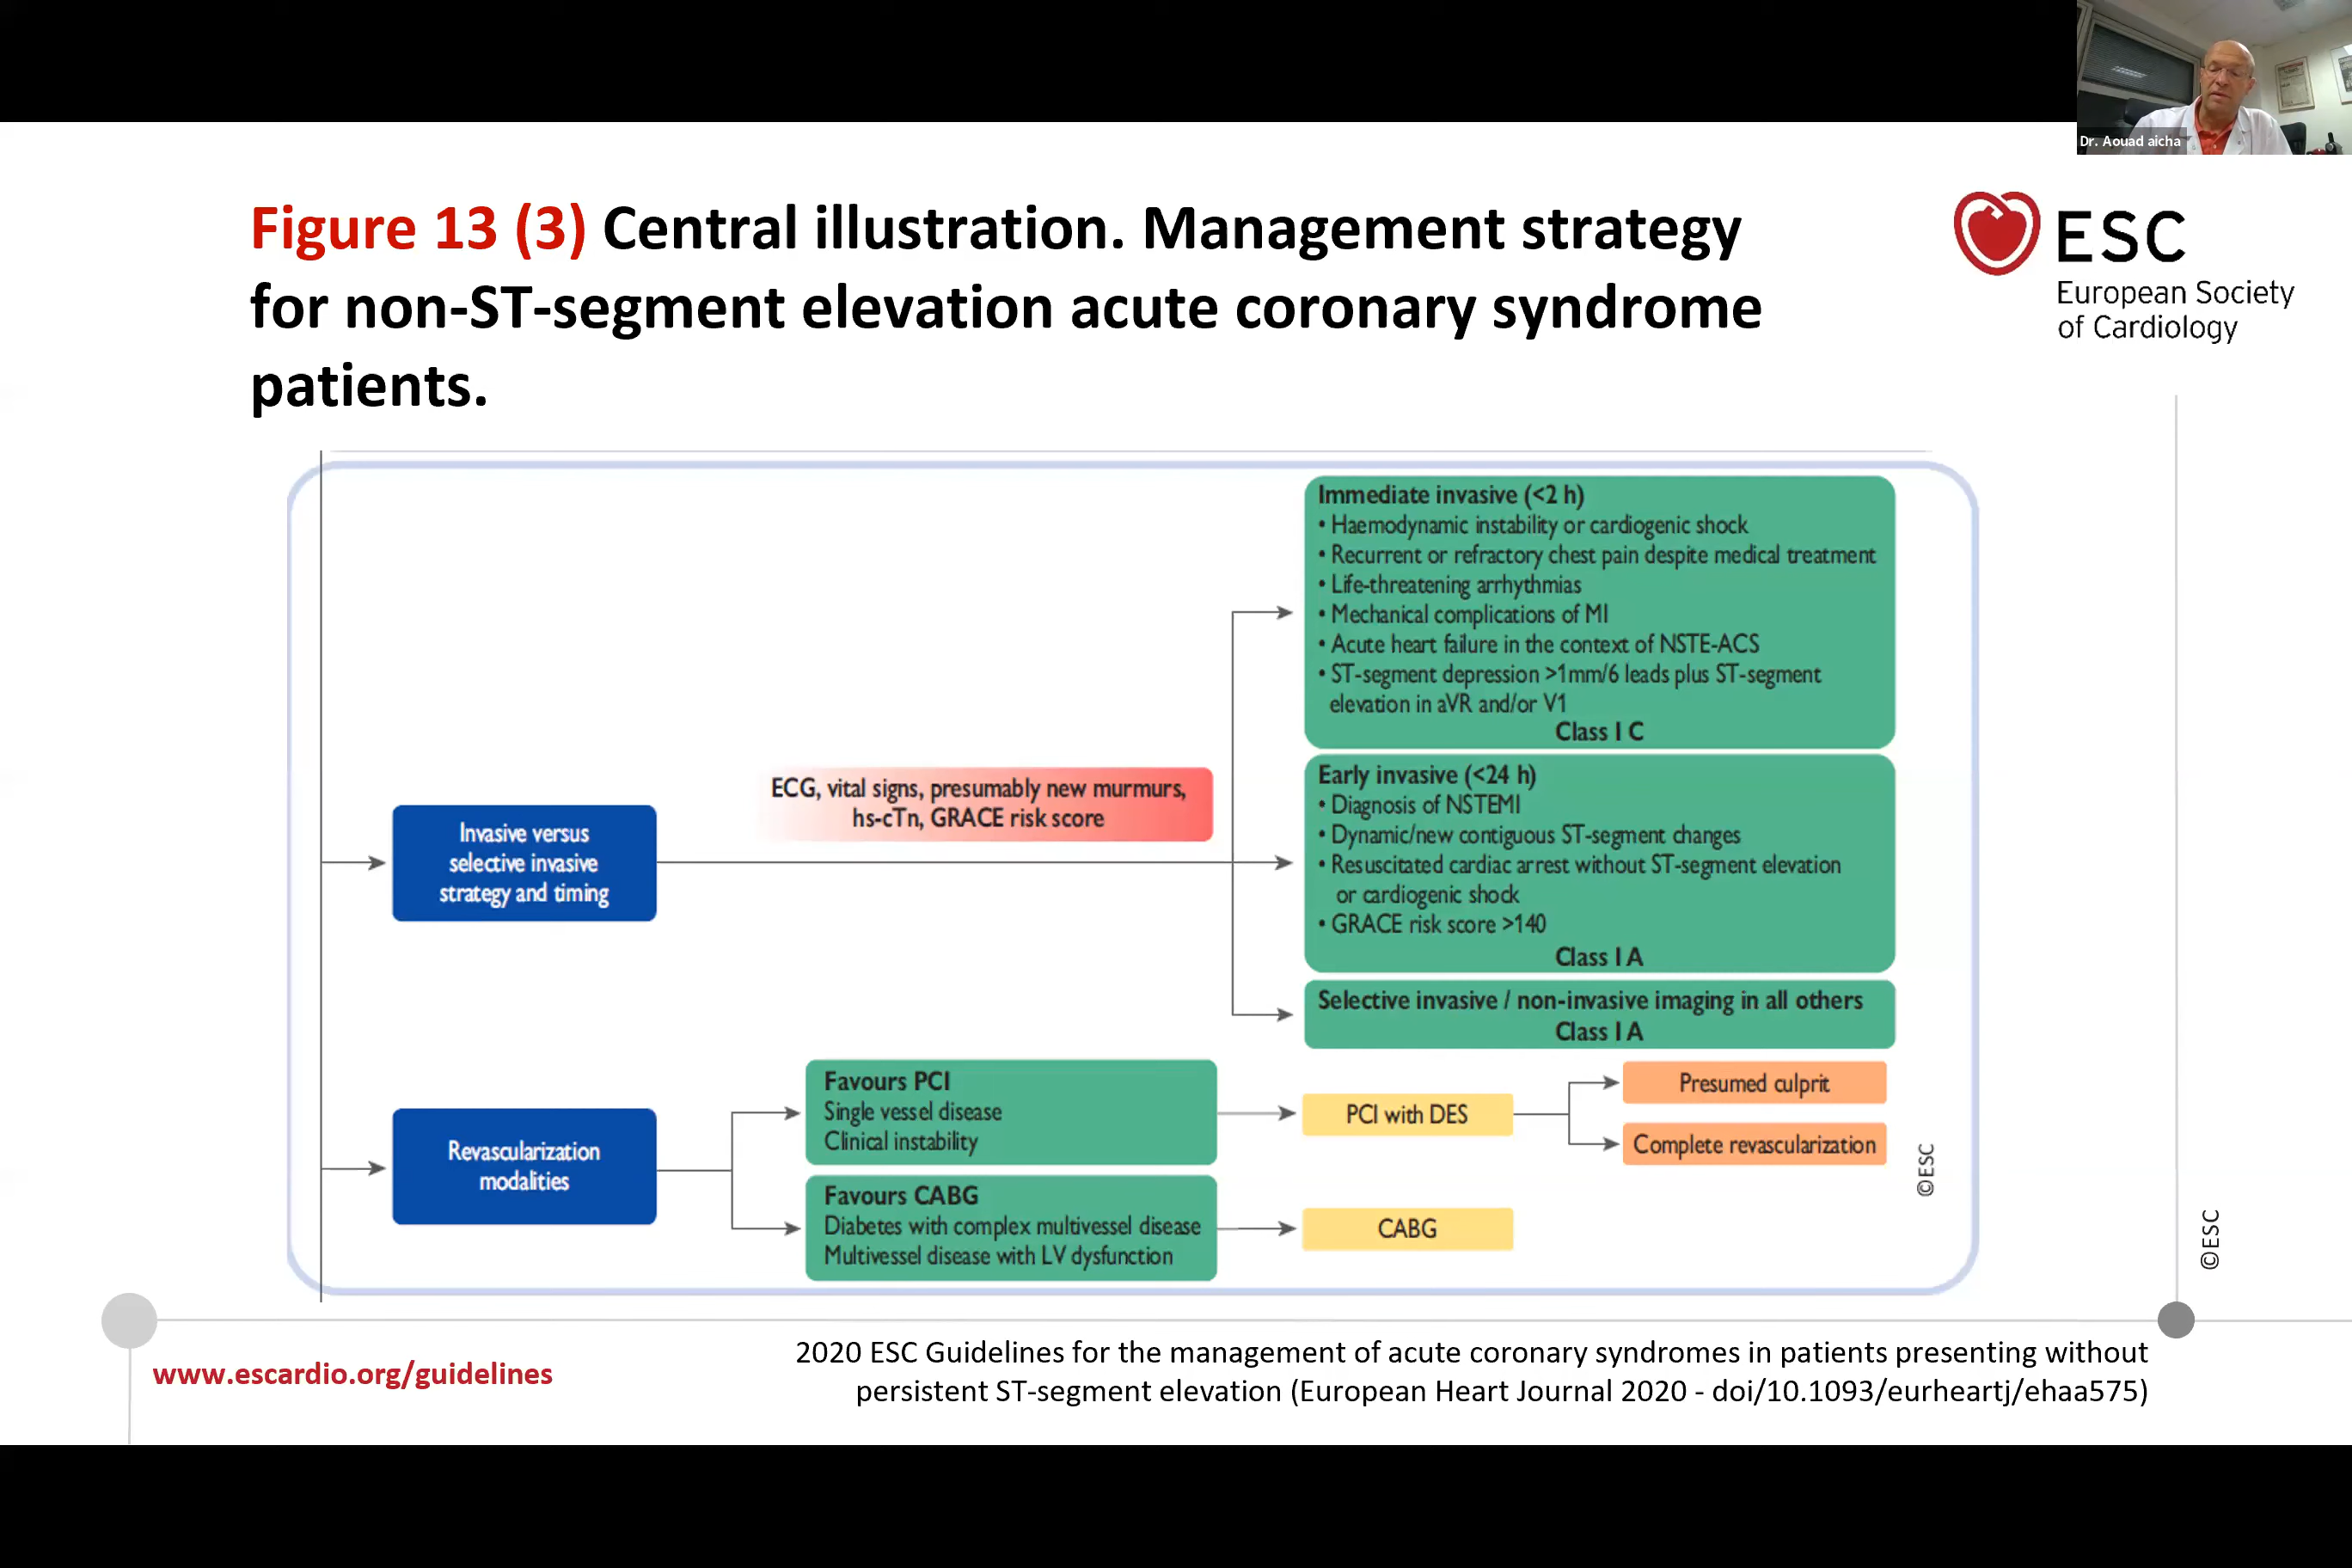 Dr. Aouad aicha
Figure 13 (3) Central illustration. Management strategy
for non-ST-segment elevation acute coronary syndrome
patients.
ESC
European Society
of Cardiology
Immediate invasive (<2 h)
• Haemodynamic instability or cardiogenic shock
• Recurrent or refractory chest pain despite medical treatment
• Life-threatening arrhythmias
• Mechanical complications of MI
• Acute heart failure in the context of NSTE-ACS
• ST-segment depression >1mm/6 leads plus ST-segment
elevation in aVR and/or V1
Class I C
ECG, vital signs, presumably new murmurs,
hs-cTn, GRACE risk score
Invasive versus
selective invasive
strategy and timing
Early invasive (<24 h)
• Diagnosis of NSTEMI
• Dynamic/new contiguous ST-segment changes
• Resuscitated cardiac arrest without ST-segment elevation
or cardiogenic shock
• GRACE risk score >140
Class I A
Selective invasive / non-invasive imaging in all others
Class I A
Revascularization
modalities
Favours PCI
Single vessel disease
Clinical instability
PCI with DES
Presumed culprit
Complete revascularization
Favours CABG
Diabetes with complex multivessel disease
Multivessel disease with LV dysfunction
CABG
©ESC
©ESC
www.escardio.org/guidelines
2020 ESC Guidelines for the management of acute coronary syndromes in patients presenting without
persistent ST-segment elevation (European Heart Journal 2020 - doi/10.1093/eurheartj/ehaa575)